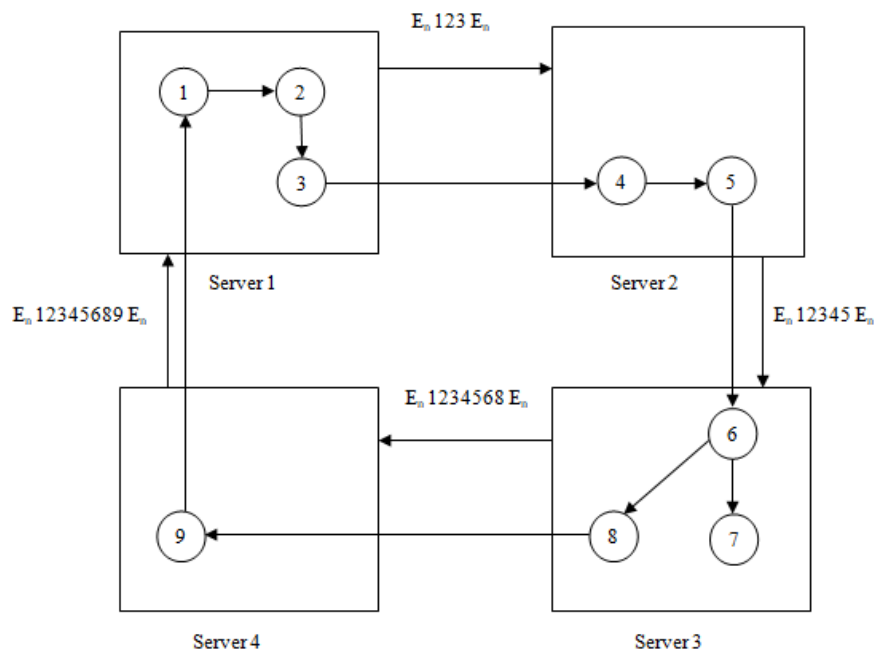 Eₙ 123 Eₙ
1
2
3
4
5
Server 1
Server 2
Eₙ 12345689 Eₙ
Eₙ 12345 Eₙ
Eₙ 1234568 Eₙ
6
9
8
7
Server 4
Server 3